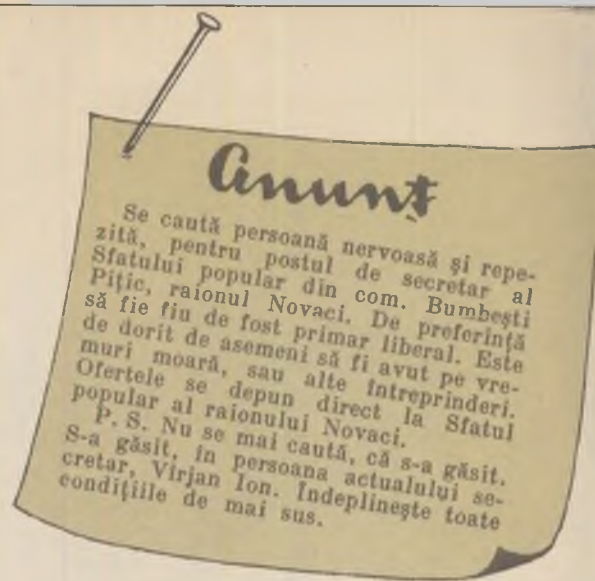 Anunț
Se caută persoană nervoasă și repe-
zită, pentru postul de secretar al
Sfatului popular din com. Bumbești
Pițic, raionul Novaci. De preferință
să fie fiu de fost primar liberal. Este
de dorit de asemeni să fi avut pe vre-
muri moară, sau alte întreprinderi.
Ofertele se depun direct la Sfatul
popular al raionului Novaci.
P. S. Nu se mai caută, că s-a găsit.
S-a găsit, în persoana actualului se-
cretar, Vîrjan Ion. Îndeplinește toate
condițiile de mai sus.